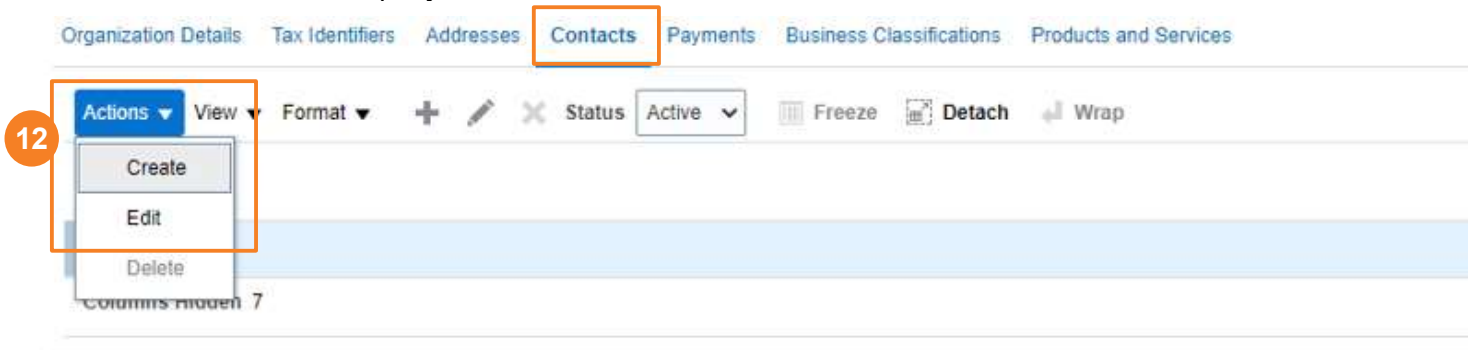 Organization Details Tax Identifiers Addresses Contacts Payments Business Classifications Products and Services
Actions View Format Status Active Freeze Detach Wrap
12
Create
Edit
Delete
Columns Hidden 7